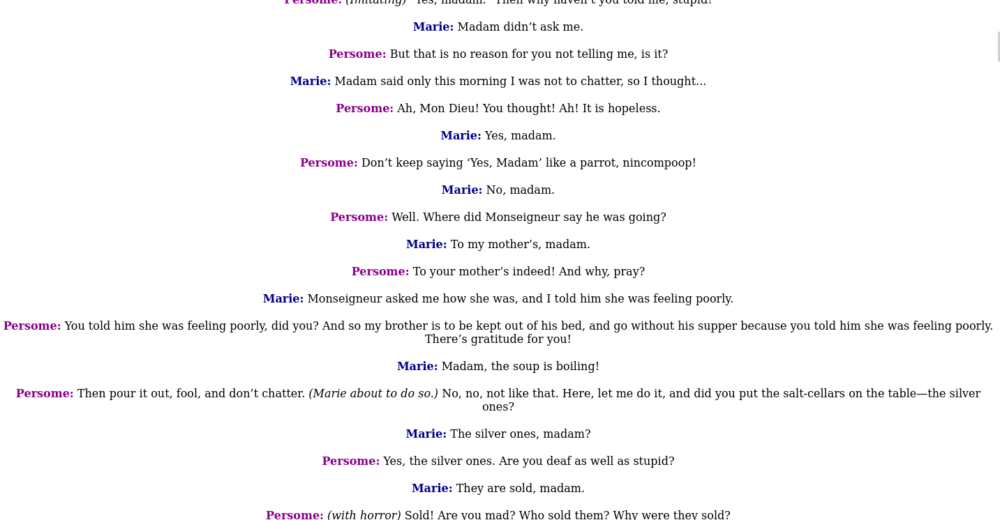 Persome: (Imitating) “Yes, madam.” Then why haven’t you told me, stupid!
Marie: Madam didn’t ask me.
Persome: But that is no reason for you not telling me, is it?
Marie: Madam said only this morning I was not to chatter, so I thought...
Persome: Ah, Mon Dieu! You thought! Ah! It is hopeless.
Marie: Yes, madam.
Persome: Don’t keep saying ‘Yes, Madam’ like a parrot, nincompoop!
Marie: No, madam.
Persome: Well. Where did Monseigneur say he was going?
Marie: To my mother’s, madam.
Persome: To your mother’s indeed! And why, pray?
Marie: Monseigneur asked me how she was, and I told him she was feeling poorly.
Persome: You told him she was feeling poorly, did you? And so my brother is to be kept out of his bed, and go without his supper because you told him she was feeling poorly.
There’s gratitude for you!
Marie: Madam, the soup is boiling!
Persome: Then pour it out, fool, and don’t chatter. (Marie about to do so.) No, no, not like that. Here, let me do it, and did you put the salt-cellars on the table—the silver
ones?
Marie: The silver ones, madam?
Persome: Yes, the silver ones. Are you deaf as well as stupid?
Marie: They are sold, madam.
Persome: (with horror) Sold! Are you mad? Who sold them? Why were they sold?